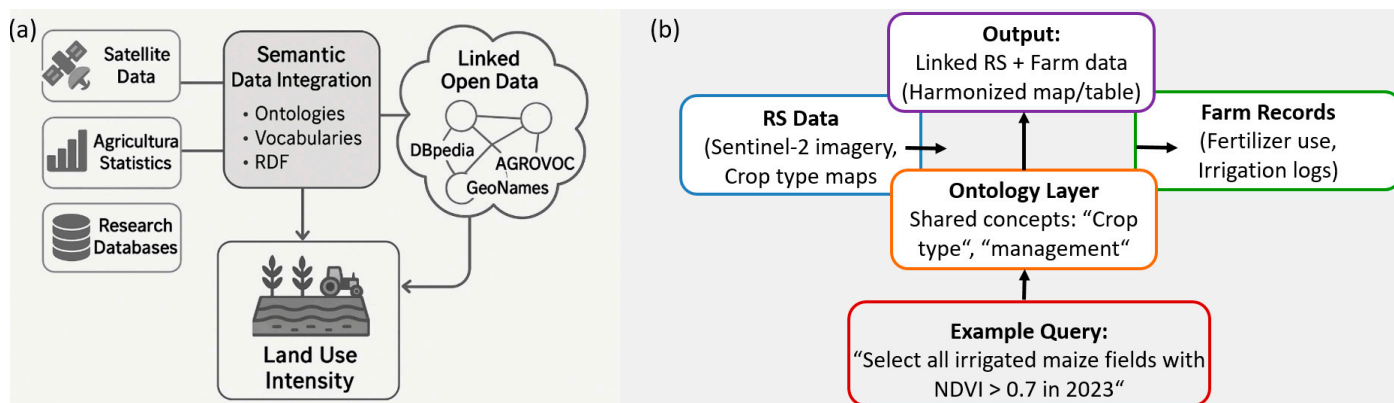 (a)
Satellite
Data
Agricultura
Statistics
Research
Databases
Semantic
Data Integration
• Ontologies
• Vocabularies
• RDF
Linked
Open Data
DBpedia
AGROVOC
GeoNames
Land Use
Intensity
(b)
Output:
Linked RS + Farm data
(Harmonized map/table)
RS Data
(Sentinel-2 imagery,
Crop type maps
Farm Records
(Fertilizer use,
Irrigation logs)
Ontology Layer
Shared concepts: “Crop
type“, “management“
Example Query:
“Select all irrigated maize fields with
NDVI > 0.7 in 2023“